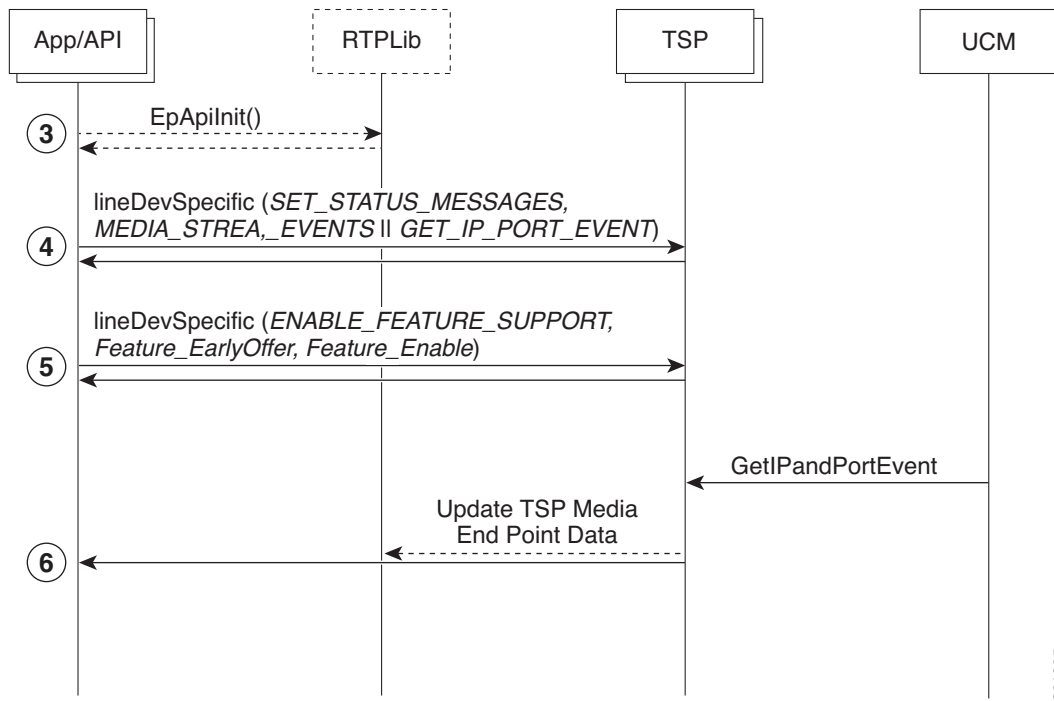 App/API
RTPLib
TSP
UCM
EpApiInit()
3
lineDevSpecific (SET_STATUS_MESSAGES,
MEDIA_STREA,_EVENTS || GET_IP_PORT_EVENT)
4
lineDevSpecific (ENABLE_FEATURE_SUPPORT,
Feature_EarlyOffer, Feature_Enable)
5
GetIPandPortEvent
Update TSP Media
End Point Data
6